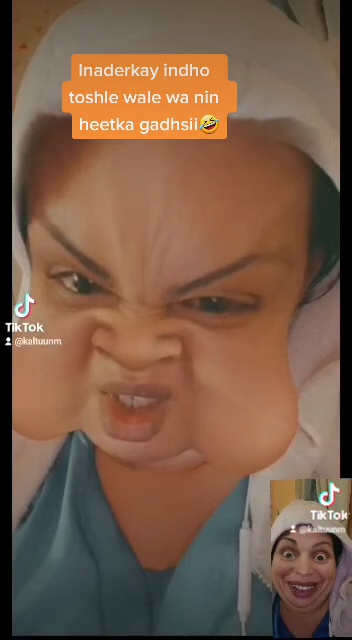 Inaderkay indho
toshle wale wa nin
heetka gadhsii🤣
TikTok
@kaltuunm
TikTok
@kaltuunm